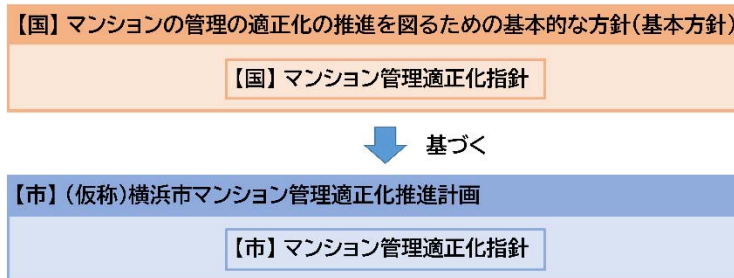 【国】マンションの管理の適正化の推進を図るための基本的な方針(基本方針)
【国】マンション管理適正化指針
基づく
【市】(仮称)横浜市マンション管理適正化推進計画
【市】マンション管理適正化指針